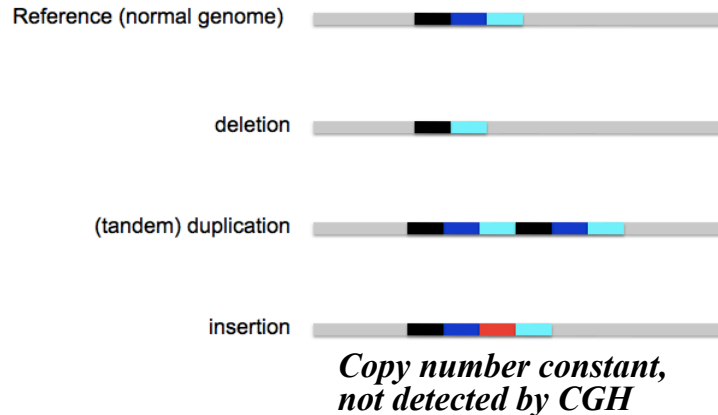 Reference (normal genome)
deletion
(tandem) duplication
insertion
Copy number constant,
not detected by CGH